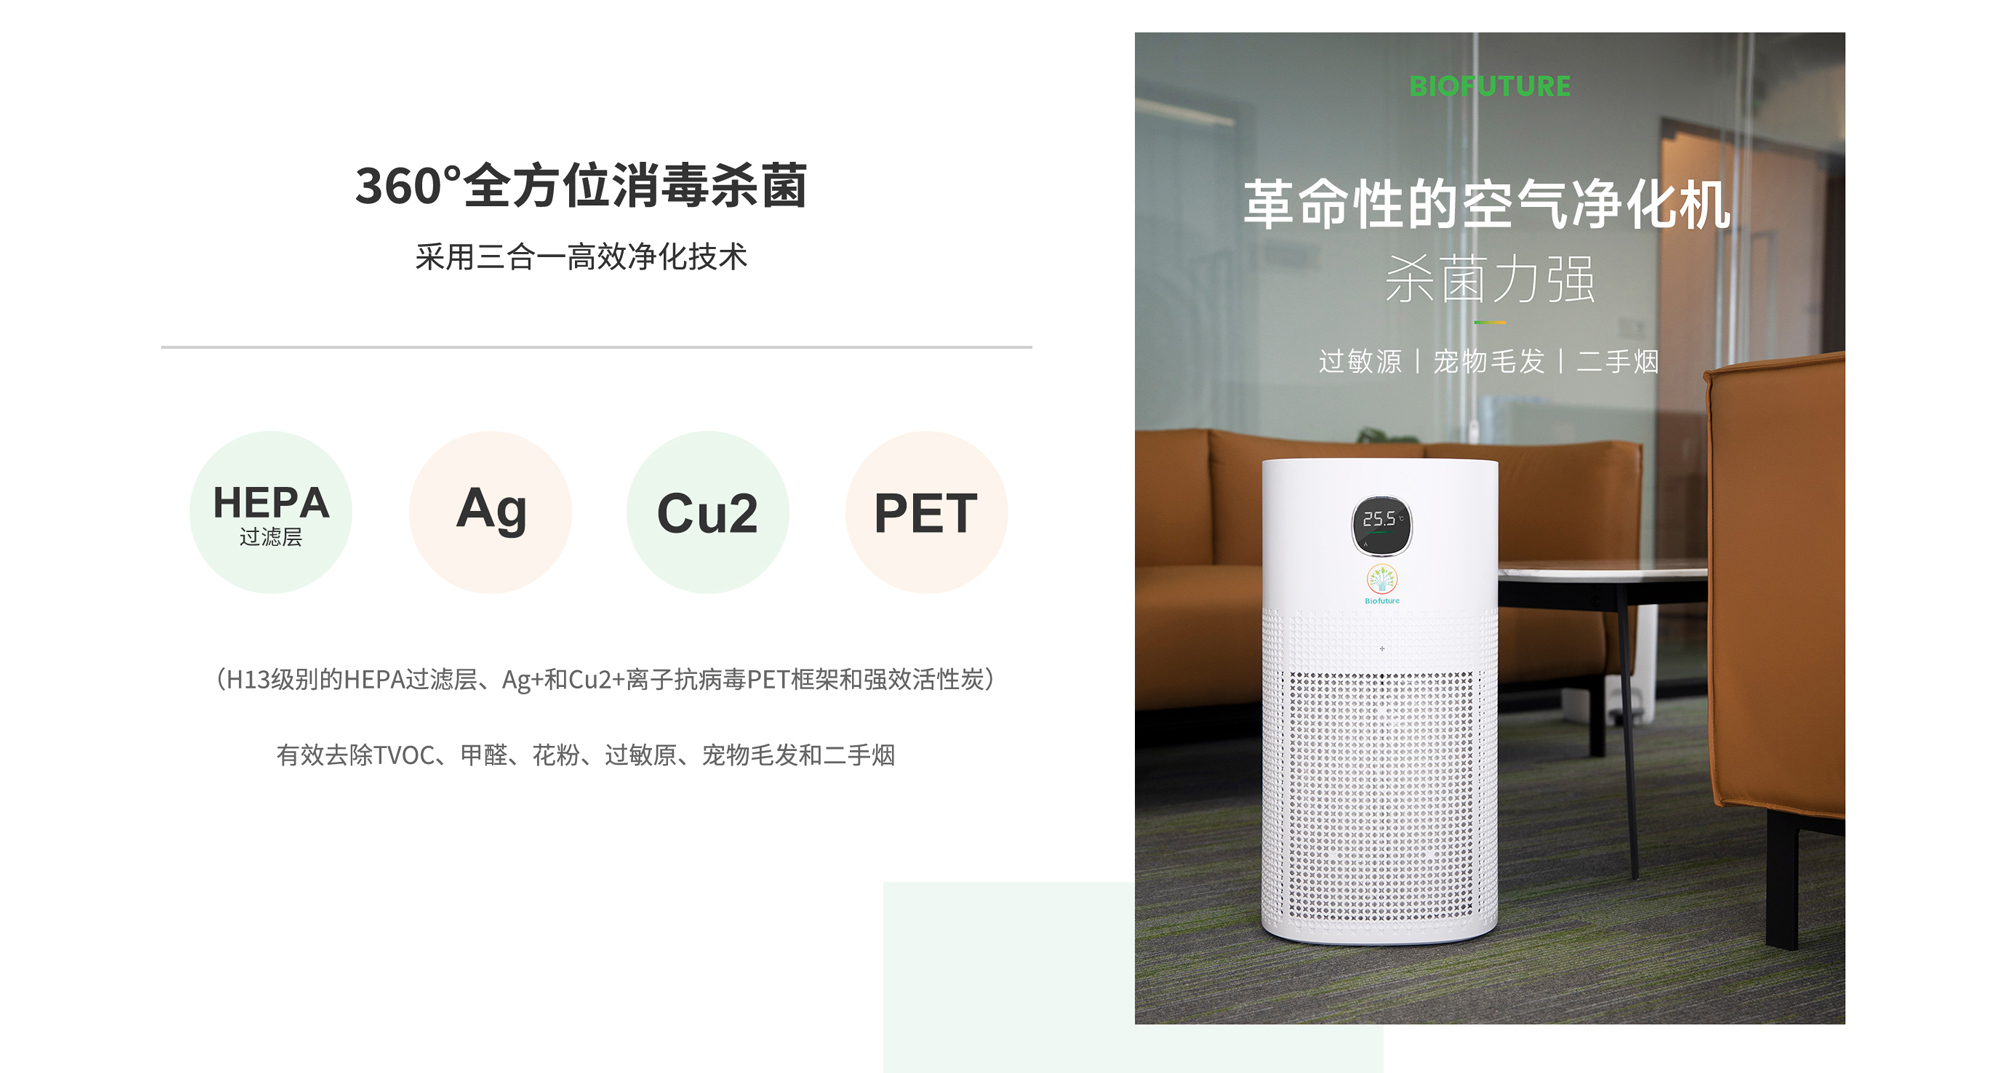 360°全方位消毒杀菌
采用三合一高效净化技术
HEPA
过滤层
Ag
Cu2
PET
（H13级别的HEPA过滤层、Ag+和Cu2+离子抗病毒PET框架和强效活性炭）
有效去除TVOC、甲醛、花粉、过敏原、宠物毛发和二手烟
BIOFUTURE
革命性的空气净化机
杀菌力强
过敏源｜宠物毛发｜二手烟
25.5 °C
A
Biofuture